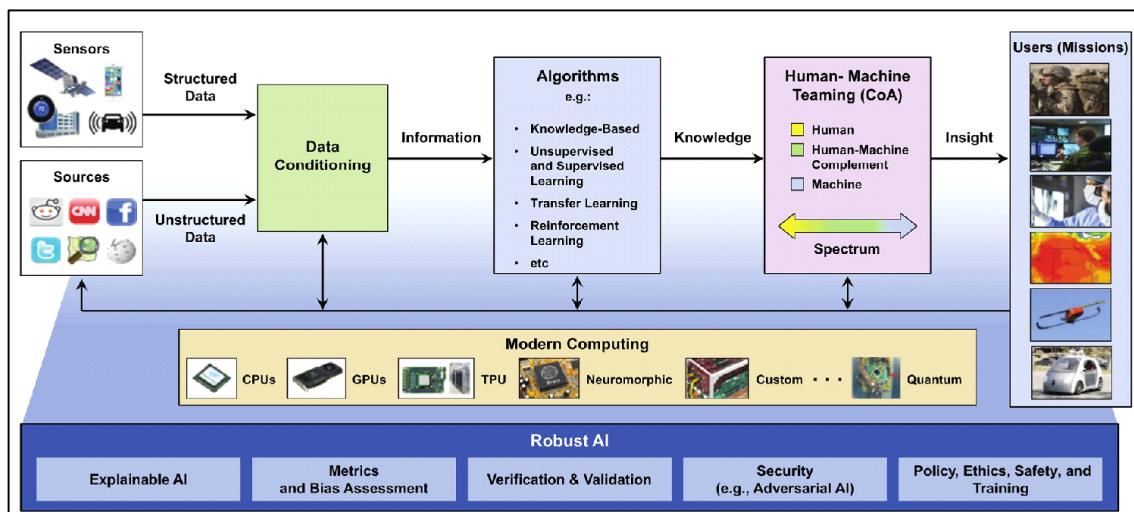 Sensors
Structured
Data
Sources
CNN
Unstructured
Data
Data
Conditioning
Information
Algorithms
e.g.:
• Knowledge-Based
• Unsupervised
and Supervised
Learning
• Transfer Learning
• Reinforcement
Learning
• etc
Knowledge
Human- Machine
Teaming (CoA)
Human
Human-Machine
Complement
Machine
Spectrum
Insight
Users (Missions)
Modern Computing
CPUs
GPUs
TPU
Neuromorphic
Custom
. . .
Quantum
Robust AI
Explainable AI
Metrics
and Bias Assessment
Verification & Validation
Security
(e.g., Adversarial AI)
Policy, Ethics, Safety, and
Training